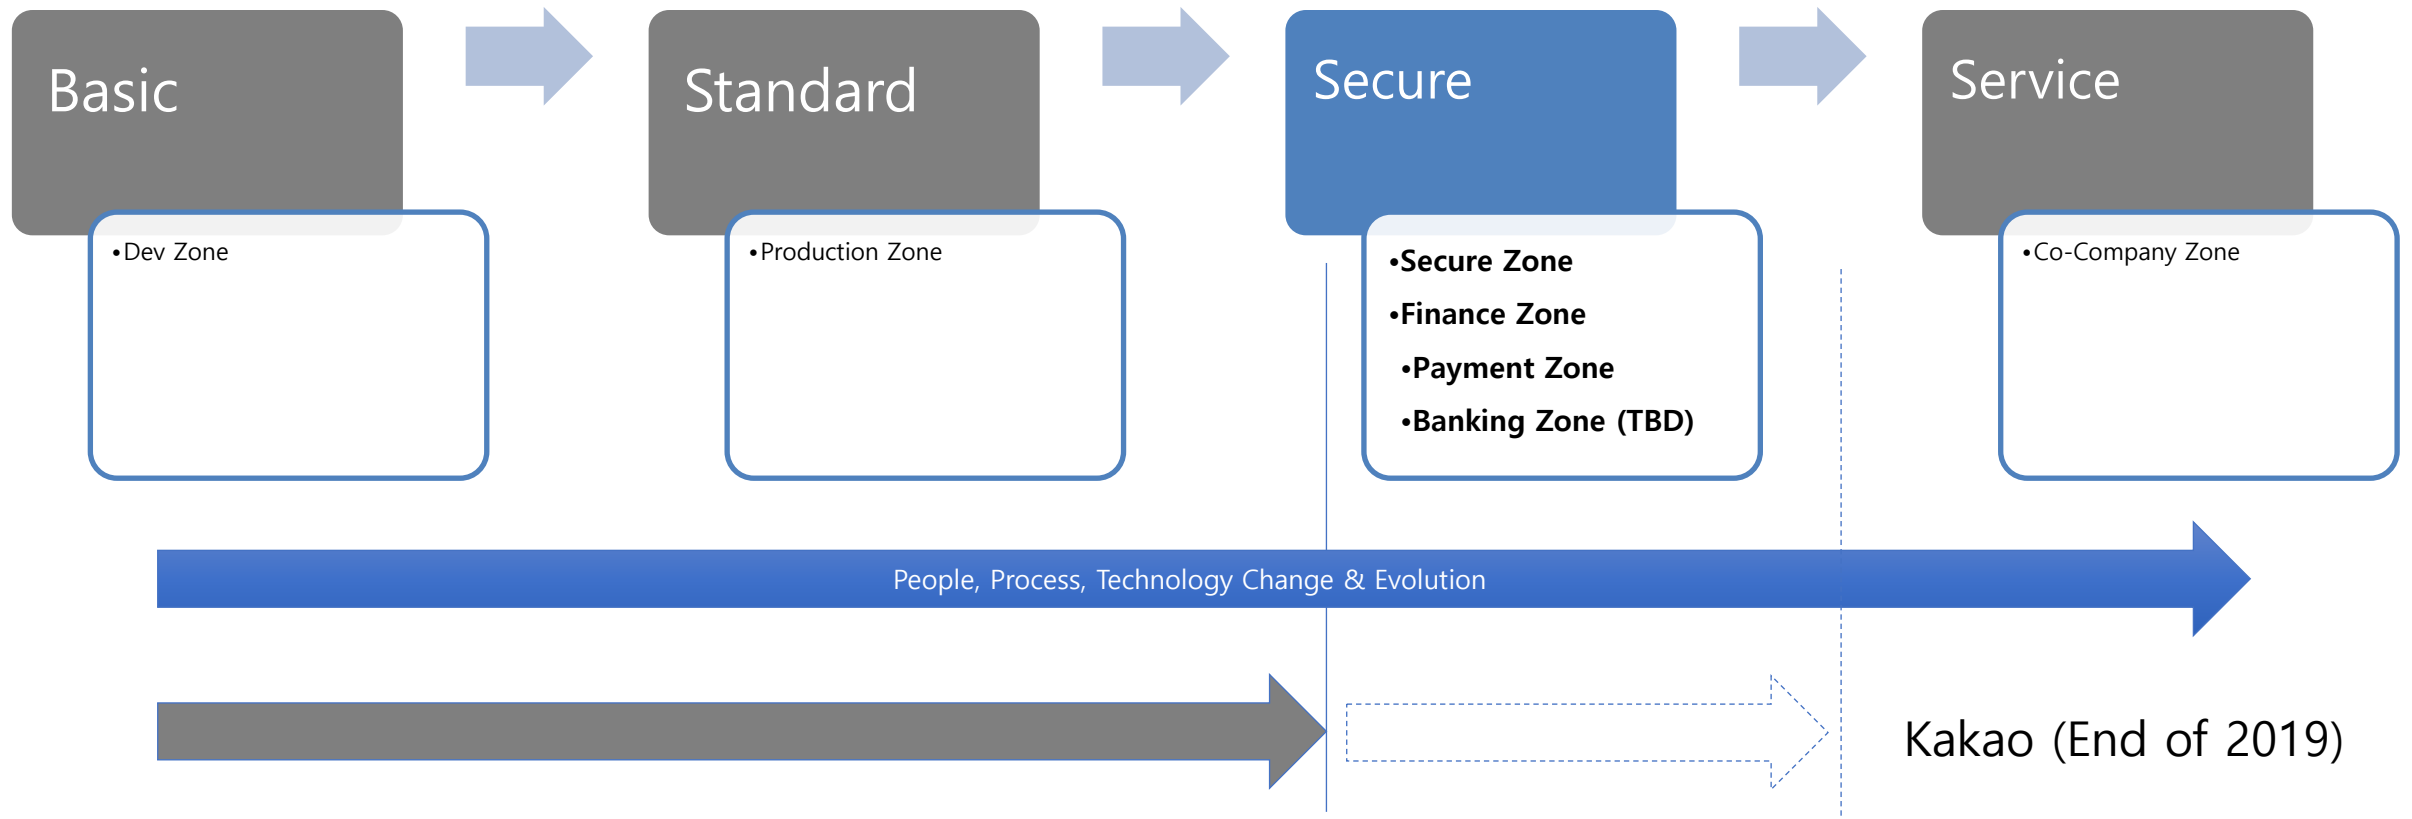 Basic
Standard
Secure
Service
•Dev Zone
•Production Zone
•Secure Zone
•Finance Zone
•Payment Zone
•Banking Zone (TBD)
•Co-Company Zone
People, Process, Technology Change & Evolution
Kakao (End of 2019)